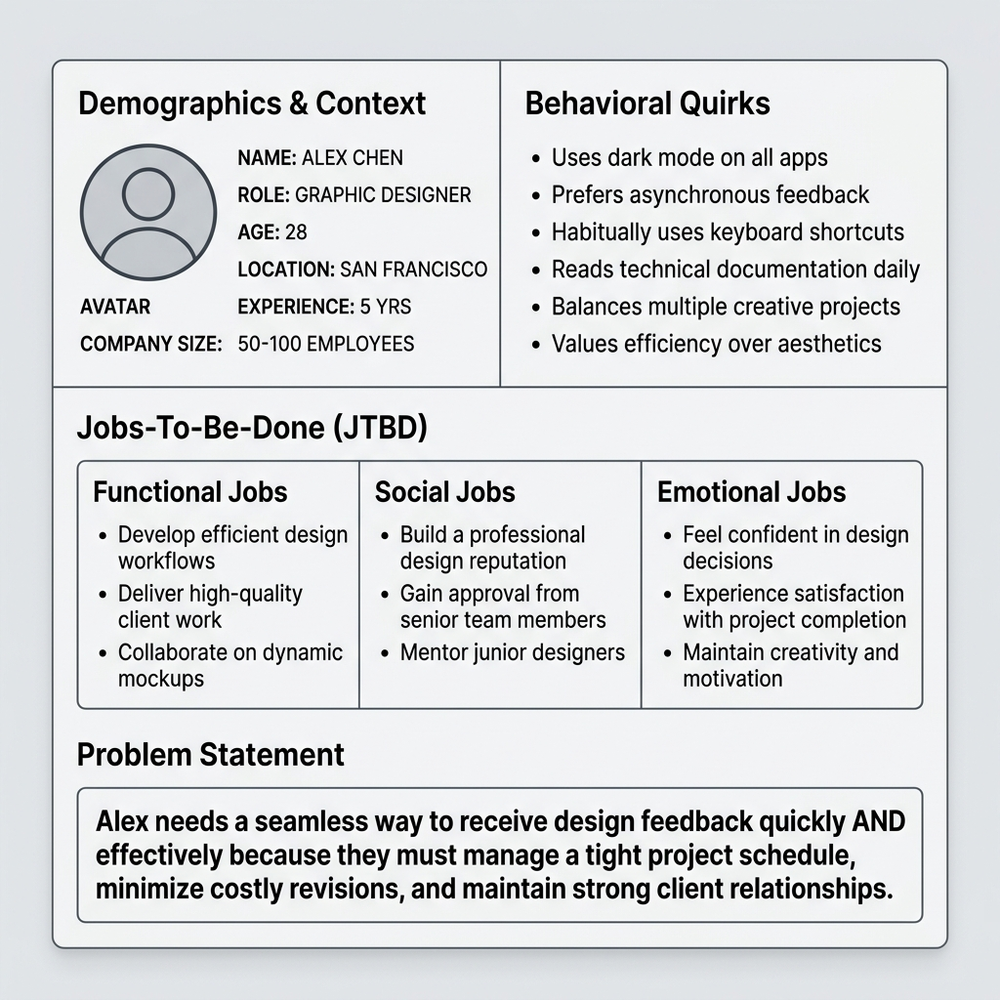 Demographics & Context
NAME: ALEX CHEN
ROLE: GRAPHIC DESIGNER
AGE: 28
LOCATION: SAN FRANCISCO
AVATAR
EXPERIENCE: 5 YRS
COMPANY SIZE: 50-100 EMPLOYEES
Behavioral Quirks
• Uses dark mode on all apps
• Prefers asynchronous feedback
• Habitually uses keyboard shortcuts
• Reads technical documentation daily
• Balances multiple creative projects
• Values efficiency over aesthetics
Jobs-To-Be-Done (JTBD)
Functional Jobs
• Develop efficient design
workflows
• Deliver high-quality
client work
• Collaborate on dynamic
mockups
Social Jobs
• Build a professional
design reputation
• Gain approval from
senior team members
• Mentor junior designers
Emotional Jobs
• Feel confident in design
decisions
• Experience satisfaction
with project completion
• Maintain creativity and
motivation
Problem Statement
Alex needs a seamless way to receive design feedback quickly AND
effectively because they must manage a tight project schedule,
minimize costly revisions, and maintain strong client relationships.